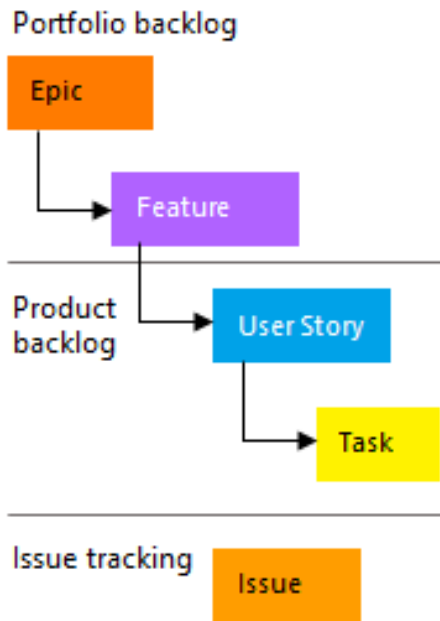 Portfolio backlog
Epic
Feature
Product
backlog
User Story
Task
Issue tracking
Issue